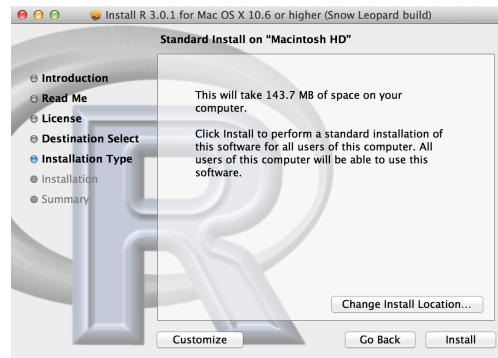 Install R 3.0.1 for Mac OS X 10.6 or higher (Snow Leopard build)
Standard Install on "Macintosh HD"
Introduction
Read Me
License
Destination Select
Installation Type
Installation
Summary
This will take 143.7 MB of space on your
computer.
Click Install to perform a standard installation of
this software for all users of this computer. All
users of this computer will be able to use this
software.
Change Install Location...
Customize
Go Back
Install